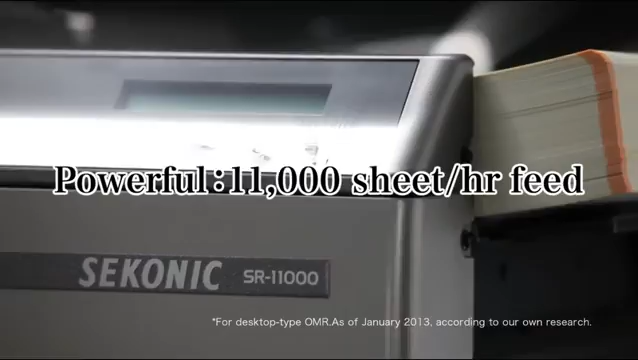 Powerful:11,000 sheet/hr feed
SEKONIC SR-11000
*For desktop-type OMR.As of January 2013, according to our own research.